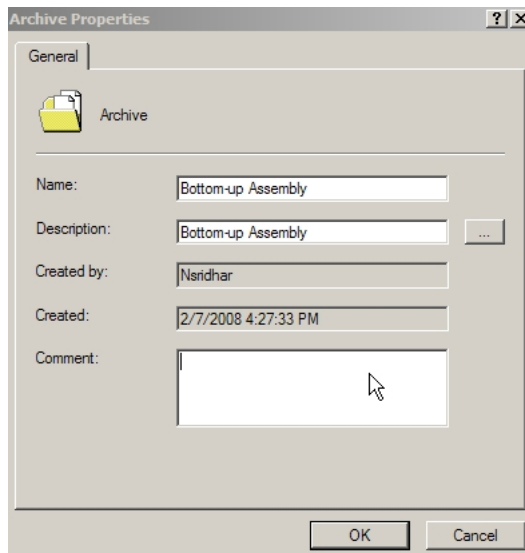 Archive Properties
General
Archive
Name: Bottom-up Assembly
Description: Bottom-up Assembly ...
Created by: Nsridhar
Created: 2/7/2008 4:27:33 PM
Comment:
OK Cancel